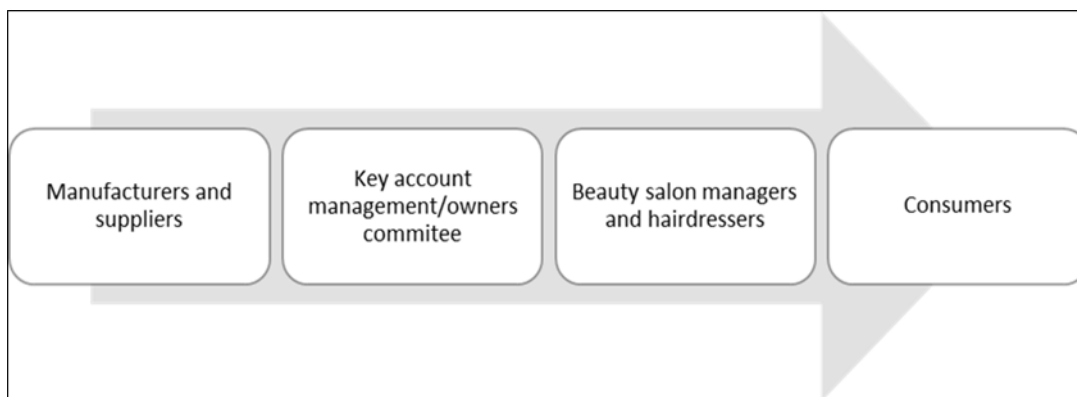 Manufacturers and
suppliers
Key account
management/owners
commitee
Beauty salon managers
and hairdressers
Consumers